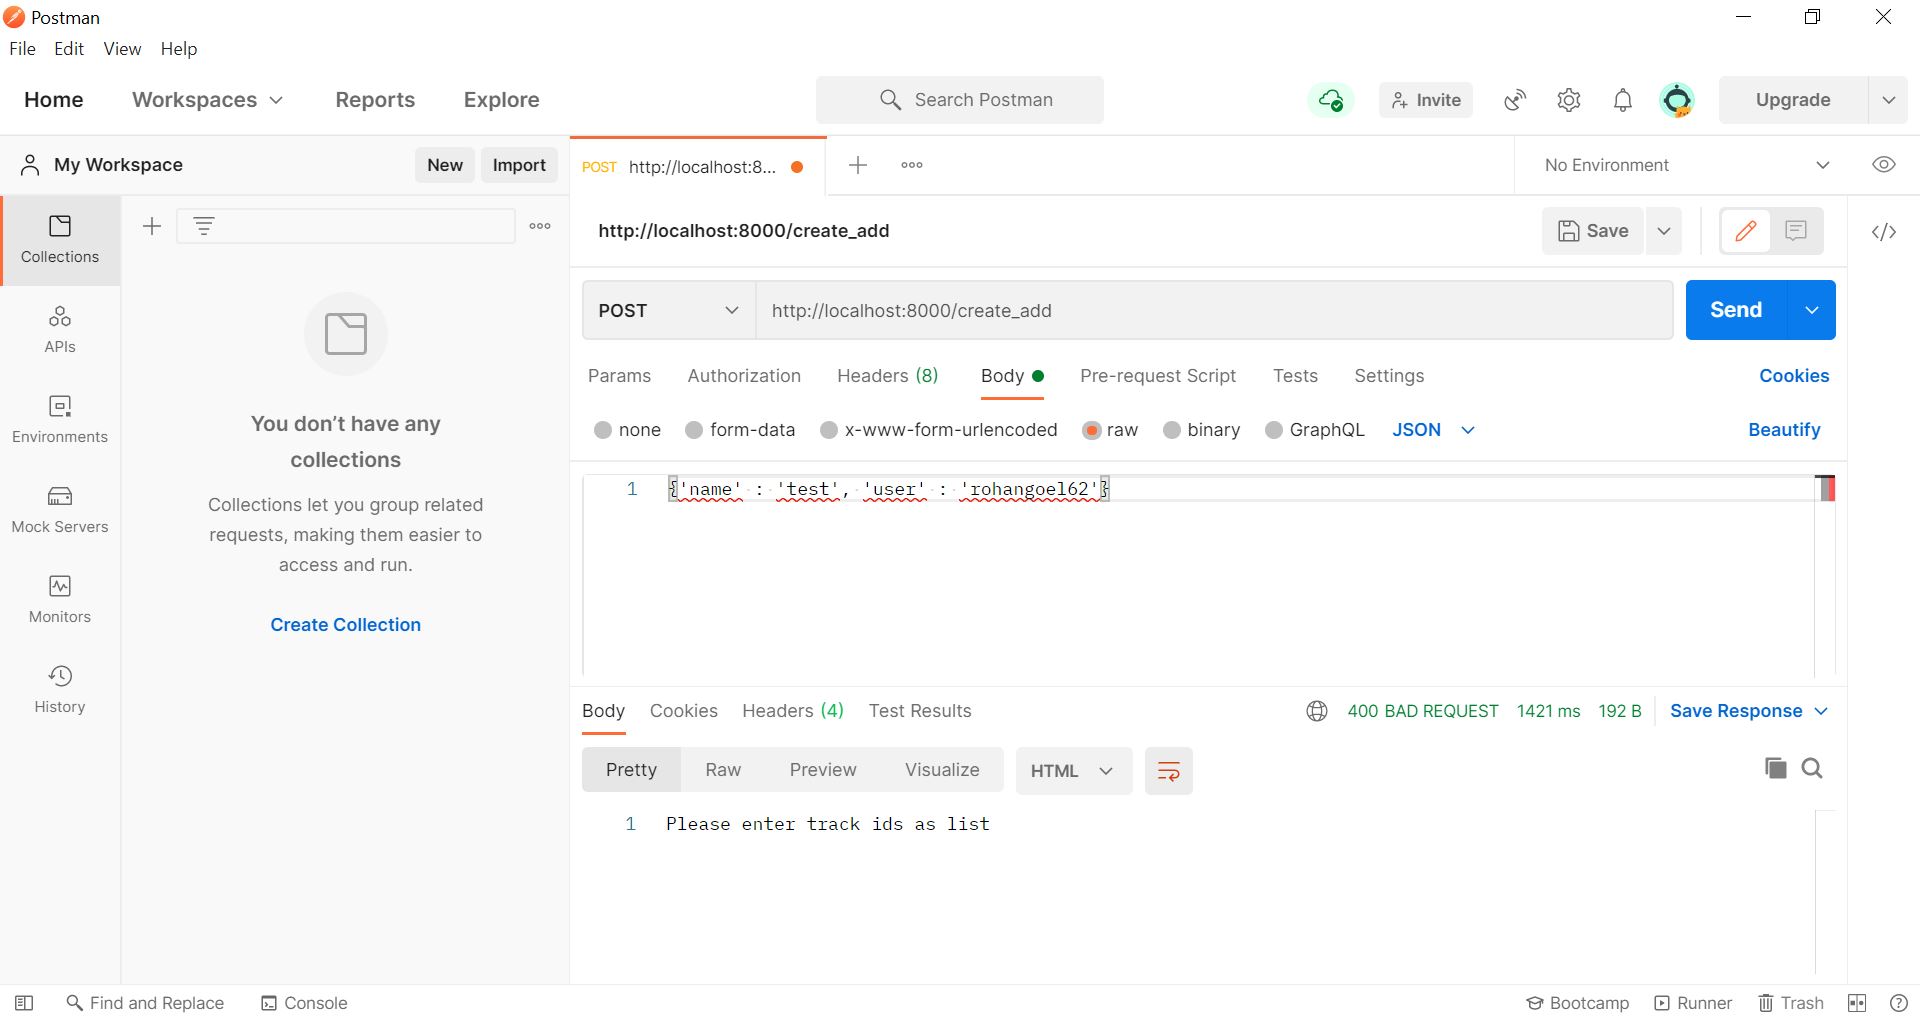 Postman
File Edit View Help
Home Workspaces Reports Explore Search Postman Invite Upgrade
My Workspace New Import POST http://localhost:8... No Environment
Collections
http://localhost:8000/create_add Save
POST http://localhost:8000/create_add Send
APIs
Params Authorization Headers (8) Body Pre-request Script Tests Settings Cookies
Environments
You don’t have any
collections
none form-data x-www-form-urlencoded raw binary GraphQL JSON Beautify
1 {'name' : 'test', 'user' : 'rohangoel62'}
Collections let you group related
requests, making them easier to
access and run.
Mock Servers
Monitors
Create Collection
History
Body Cookies Headers (4) Test Results 400 BAD REQUEST 1421 ms 192 B Save Response
Pretty Raw Preview Visualize HTML
1 Please enter track ids as list
Find and Replace Console Bootcamp Runner Trash